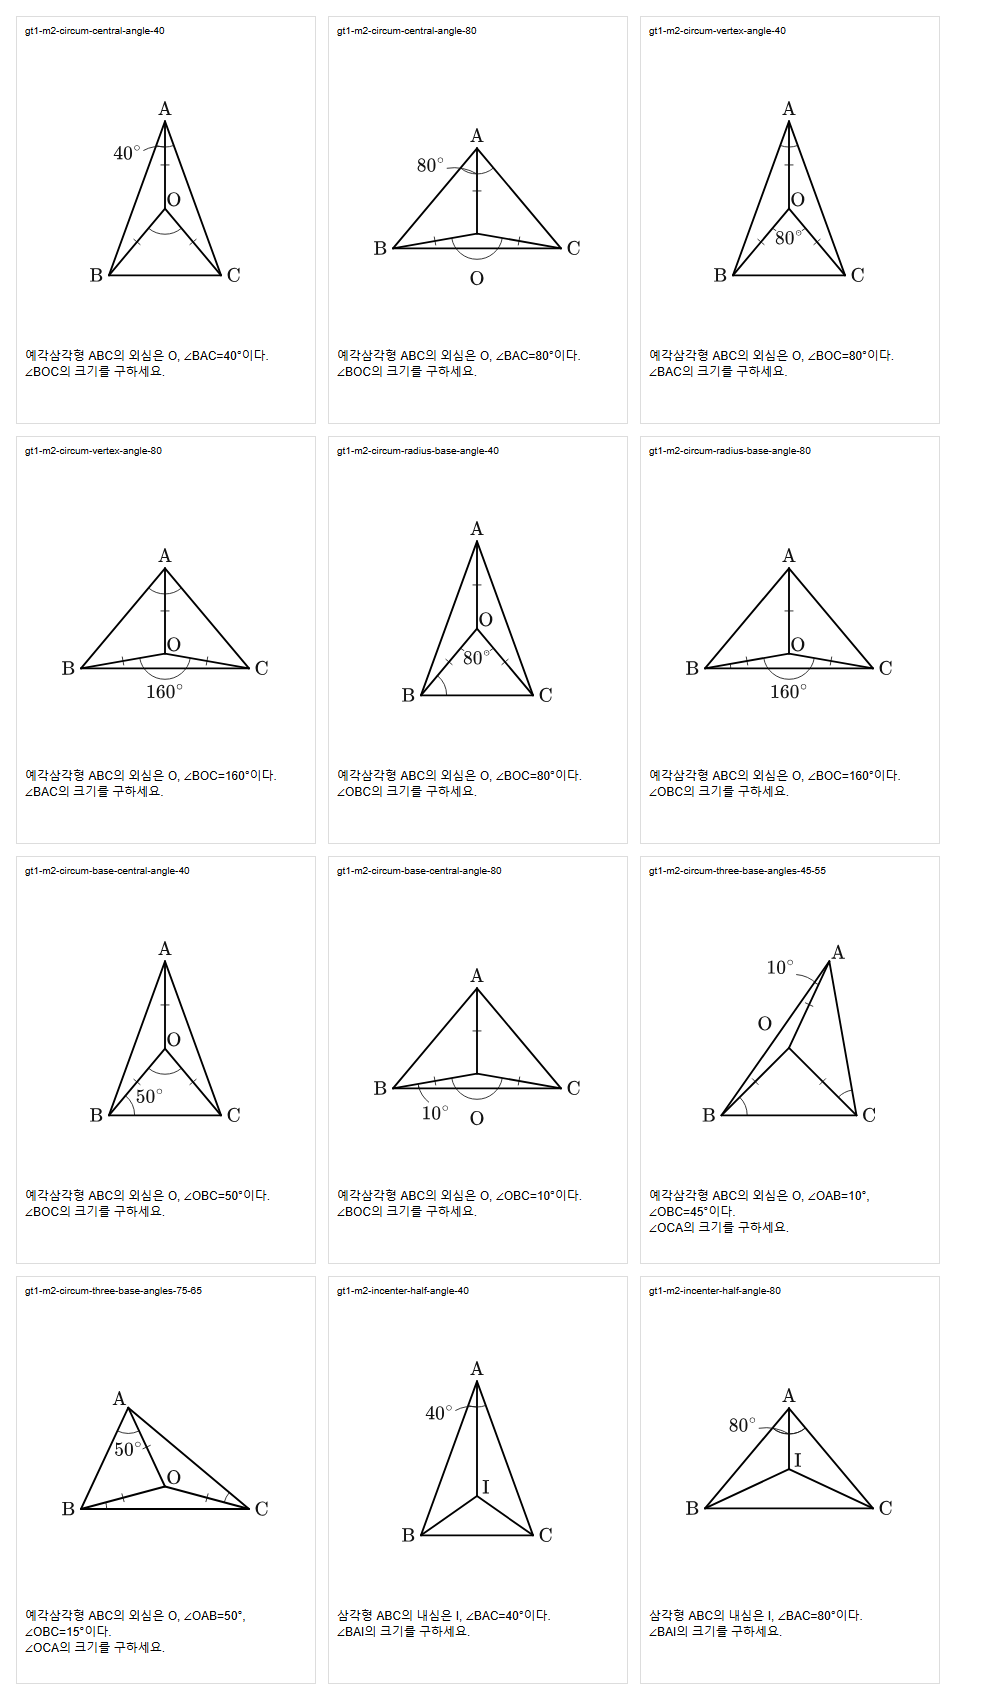 gt1-m2-circum-central-angle-40
A
40°
O
B
C
예각삼각형 ABC의 외심은 O, ∠BAC=40°이다.
∠BOC의 크기를 구하세요.
gt1-m2-circum-central-angle-80
A
80°
B
C
O
예각삼각형 ABC의 외심은 O, ∠BAC=80°이다.
∠BOC의 크기를 구하세요.
gt1-m2-circum-vertex-angle-40
A
O
80°
B
C
예각삼각형 ABC의 외심은 O, ∠BOC=80°이다.
∠BAC의 크기를 구하세요.
gt1-m2-circum-vertex-angle-80
A
O
B
C
160°
예각삼각형 ABC의 외심은 O, ∠BOC=160°이다.
∠BAC의 크기를 구하세요.
gt1-m2-circum-radius-base-angle-40
A
O
80°
B
C
예각삼각형 ABC의 외심은 O, ∠BOC=80°이다.
∠OBC의 크기를 구하세요.
gt1-m2-circum-radius-base-angle-80
A
O
B
C
160°
예각삼각형 ABC의 외심은 O, ∠BOC=160°이다.
∠OBC의 크기를 구하세요.
gt1-m2-circum-base-central-angle-40
A
O
50°
B
C
예각삼각형 ABC의 외심은 O, ∠OBC=50°이다.
∠BOC의 크기를 구하세요.
gt1-m2-circum-base-central-angle-80
A
B
C
10°
O
예각삼각형 ABC의 외심은 O, ∠OBC=10°이다.
∠BOC의 크기를 구하세요.
gt1-m2-circum-three-base-angles-45-55
A
10°
O
B
C
예각삼각형 ABC의 외심은 O, ∠OAB=10°,
∠OBC=45°이다.
∠OCA의 크기를 구하세요.
gt1-m2-circum-three-base-angles-75-65
A
50°
O
B
C
예각삼각형 ABC의 외심은 O, ∠OAB=50°,
∠OBC=15°이다.
∠OCA의 크기를 구하세요.
gt1-m2-incenter-half-angle-40
A
40°
I
B
C
삼각형 ABC의 내심은 I, ∠BAC=40°이다.
∠BAI의 크기를 구하세요.
gt1-m2-incenter-half-angle-80
A
80°
I
B
C
삼각형 ABC의 내심은 I, ∠BAC=80°이다.
∠BAI의 크기를 구하세요.